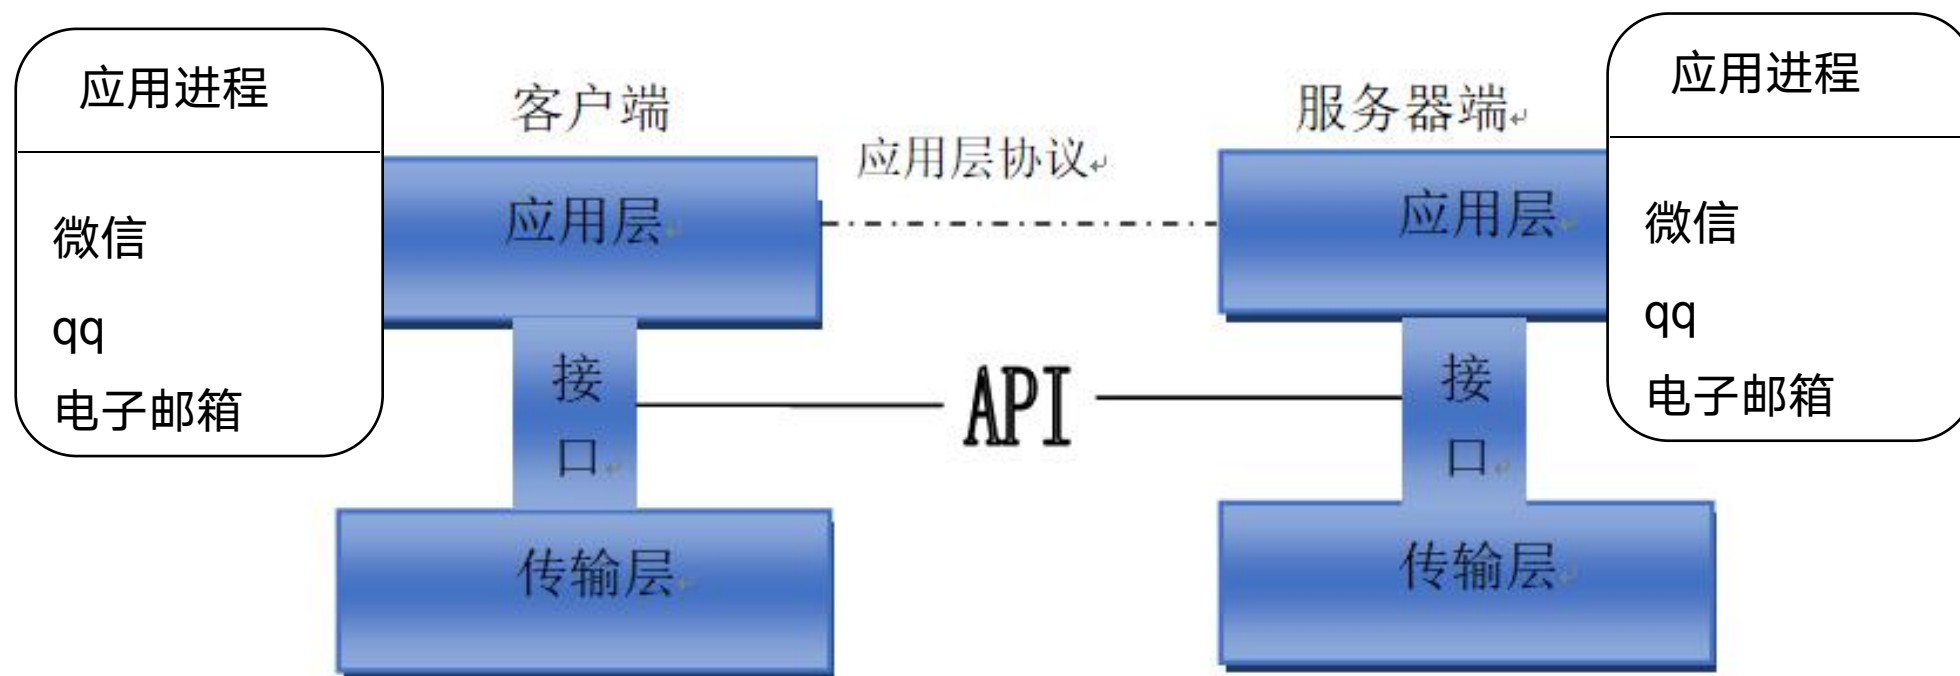 应用进程
微信
qq
电子邮箱
客户端
应用层
接
口
传输层
应用层协议
API
服务器端
应用层
接
口
传输层
应用进程
微信
qq
电子邮箱